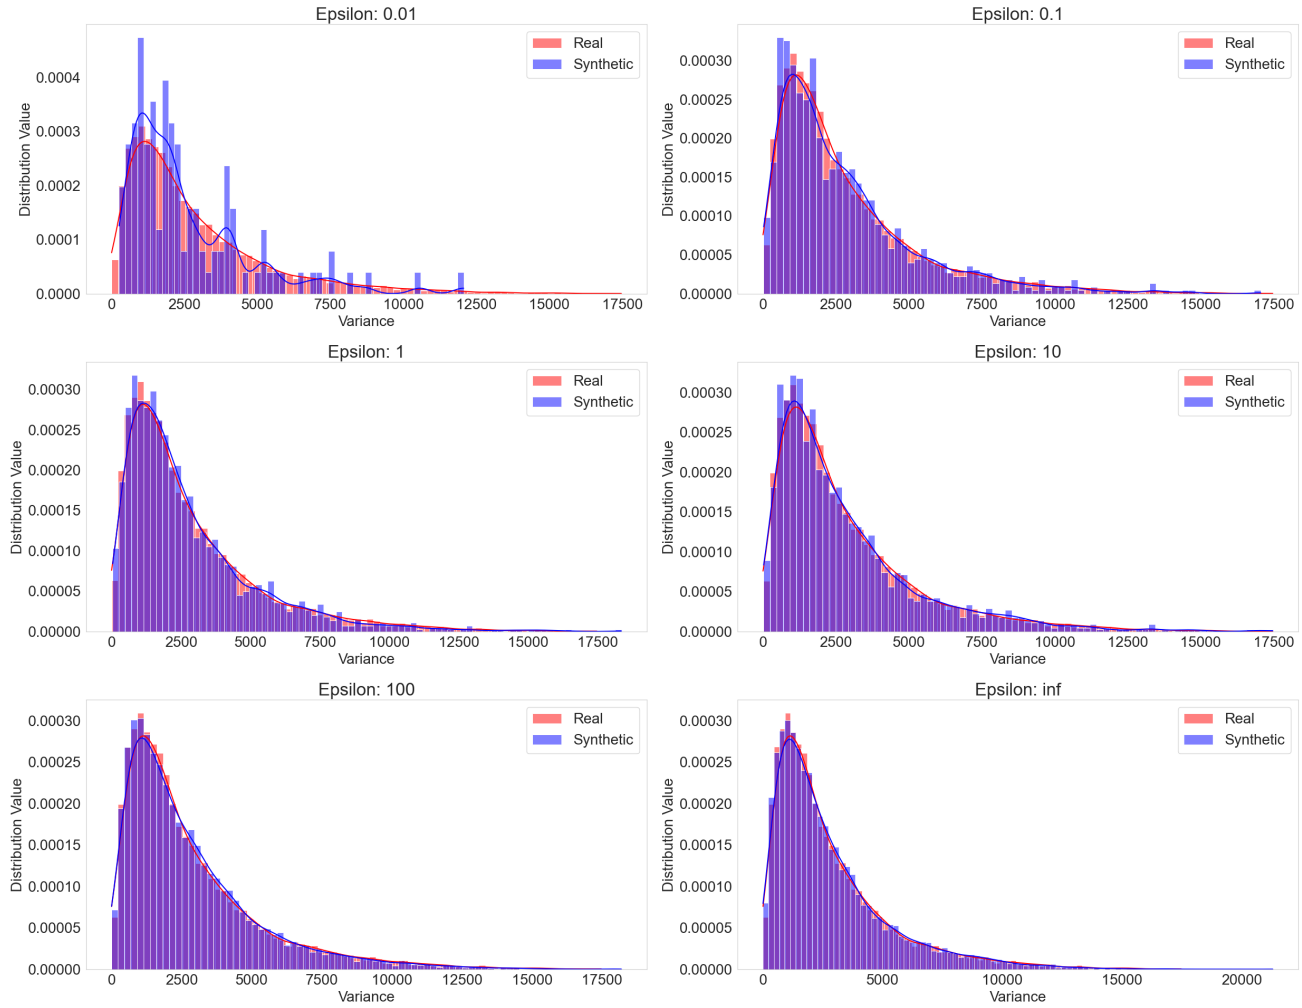 Epsilon: 0.01
Real
Synthetic
Distribution Value
0.0004
0.0003
0.0002
0.0001
0.0000
0 2500 5000 7500 10000 12500 15000 17500
Variance
Epsilon: 0.1
Real
Synthetic
Distribution Value
0.00030
0.00025
0.00020
0.00015
0.00010
0.00005
0.00000
0 2500 5000 7500 10000 12500 15000 17500
Variance
Epsilon: 1
Real
Synthetic
Distribution Value
0.00030
0.00025
0.00020
0.00015
0.00010
0.00005
0.00000
0 2500 5000 7500 10000 12500 15000 17500
Variance
Epsilon: 10
Real
Synthetic
Distribution Value
0.00030
0.00025
0.00020
0.00015
0.00010
0.00005
0.00000
0 2500 5000 7500 10000 12500 15000 17500
Variance
Epsilon: 100
Real
Synthetic
Distribution Value
0.00030
0.00025
0.00020
0.00015
0.00010
0.00005
0.00000
0 2500 5000 7500 10000 12500 15000 17500
Variance
Epsilon: inf
Real
Synthetic
Distribution Value
0.00030
0.00025
0.00020
0.00015
0.00010
0.00005
0.00000
0 5000 10000 15000 20000
Variance